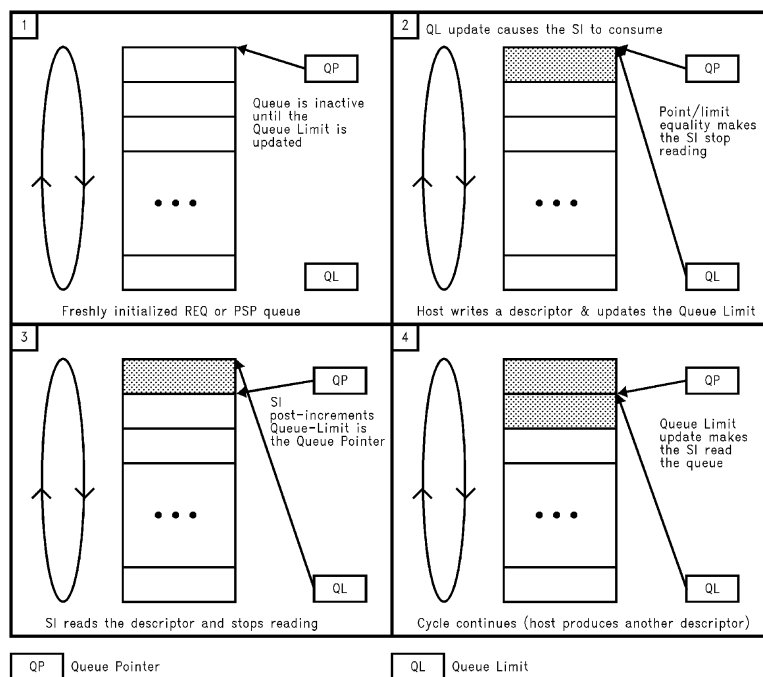 1
QP
Queue is inactive
until the
Queue Limit is
updated
QL
Freshly initialized REQ or PSP queue
2
QL update causes the SI to consume
QP
Point/limit
equality makes
the SI stop
reading
QL
Host writes a descriptor & updates the Queue Limit
3
QP
SI
post-increments
Queue-Limit is
the Queue Pointer
QL
SI reads the descriptor and stops reading
4
QP
Queue Limit
update makes
the SI read
the queue
QL
Cycle continues (host produces another descriptor)
QP Queue Pointer
QL Queue Limit